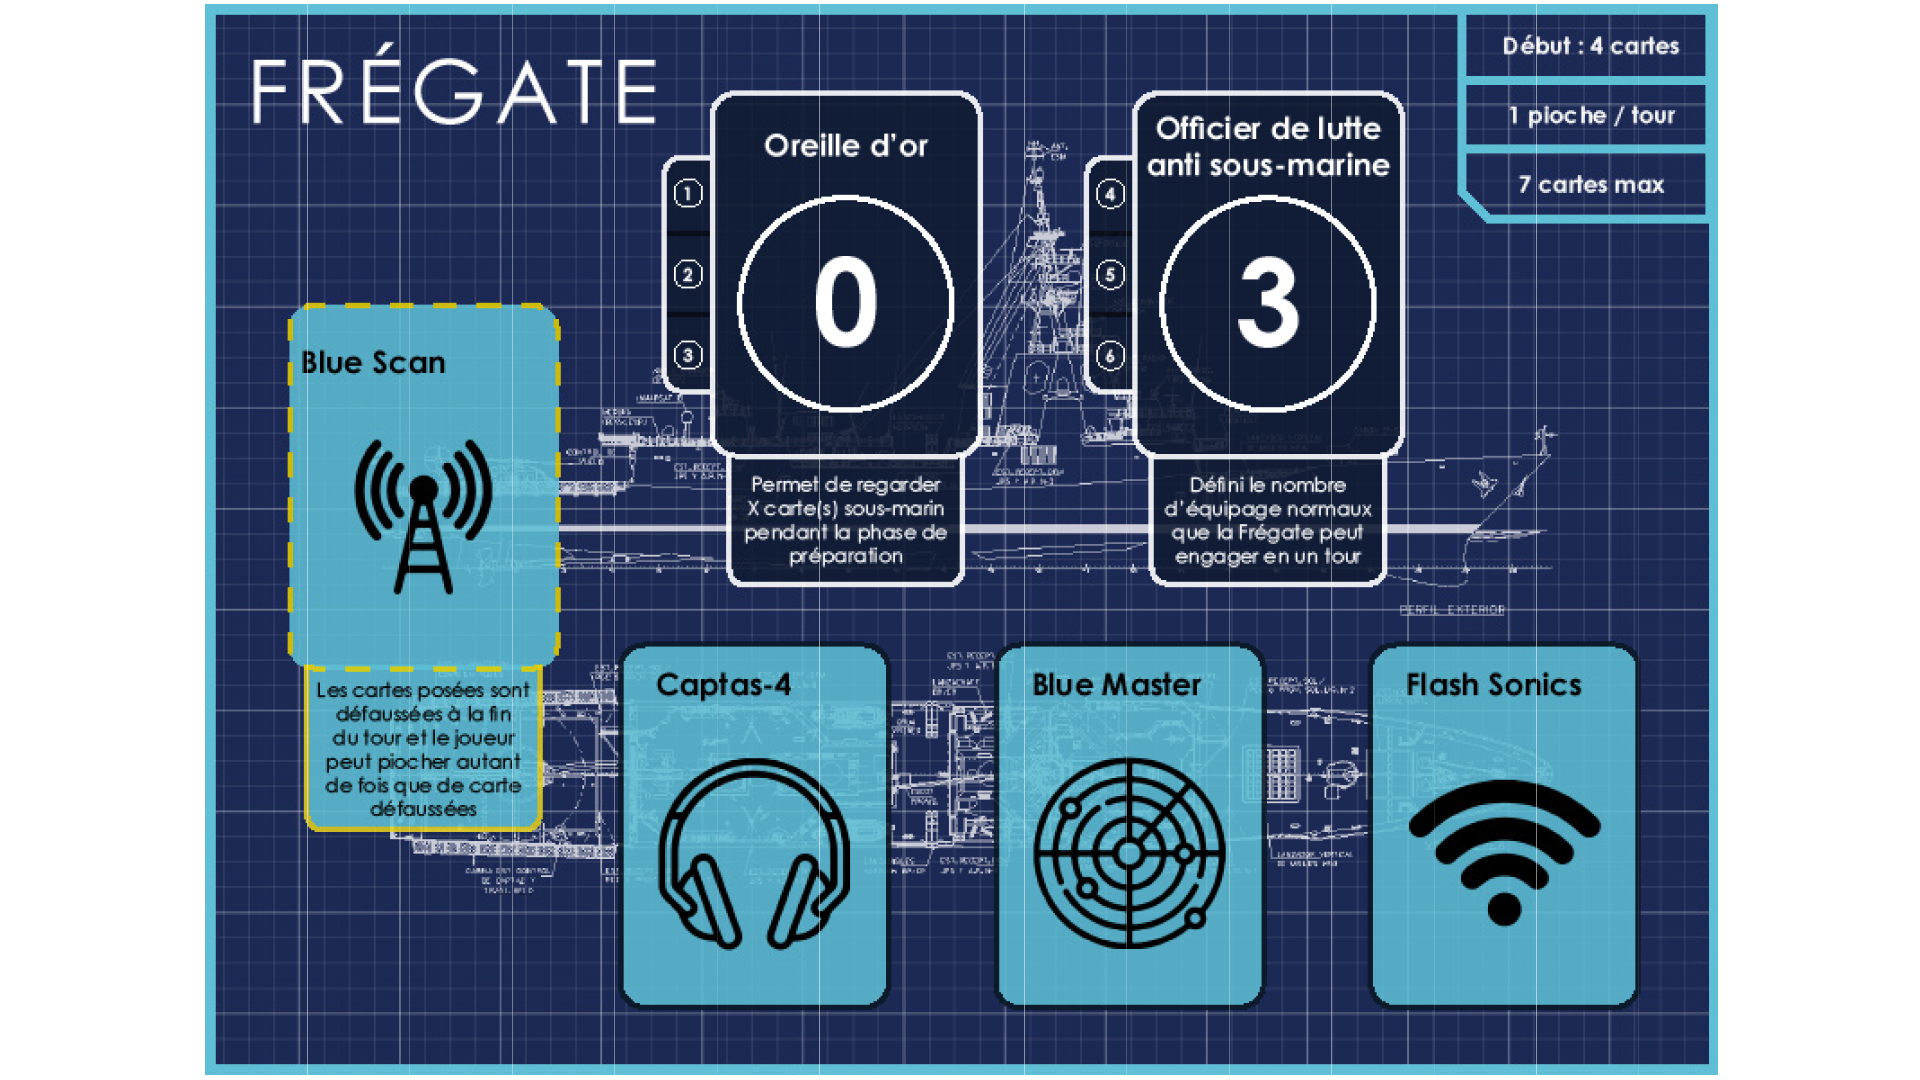 FRÉGATE
Début : 4 cartes
1 pioche / tour
7 cartes max
Oreille d'or
1
2
3
0
Permet de regarder
X carte(s) sous-marin
pendant la phase de
préparation
Officier de lutte
anti sous-marine
4
5
6
3
Défini le nombre
d'équipage normaux
que la Frégate peut
engager en un tour
Blue Scan
Les cartes posées sont
défaussées à la fin
du tour et le joueur
peut piocher autant
de fois que de carte
défaussées
PERFIL EXTERIOR
Captas-4
Blue Master
Flash Sonics